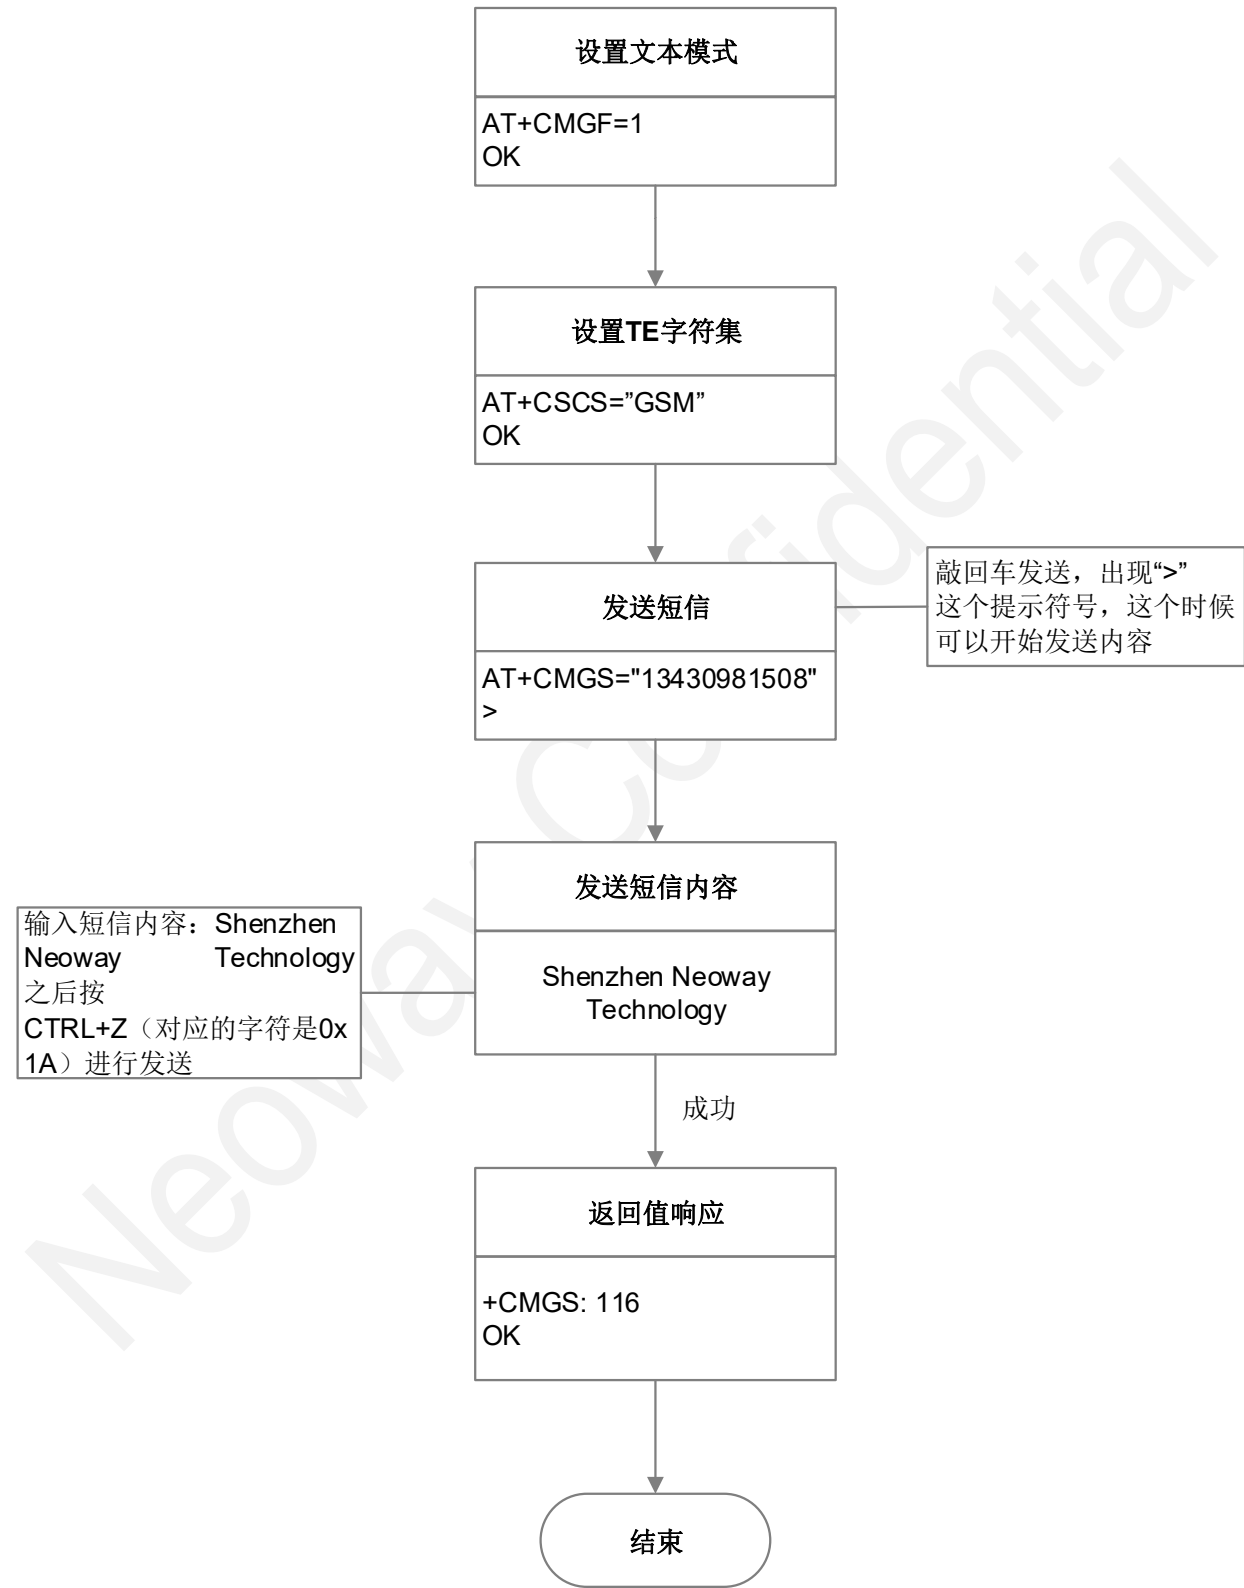 设置文本模式
AT+CMGF=1
OK
设置TE字符集
AT+CSCS=”GSM”
OK
发送短信
AT+CMGS="13430981508"
>
敲回车发送，出现“>”
这个提示符号，这个时候
可以开始发送内容
发送短信内容
Shenzhen Neoway
Technology
输入短信内容：Shenzhen
Neoway Technology
之后按
CTRL+Z（对应的字符是0x
1A）进行发送
成功
返回值响应
+CMGS: 116
OK
结束
Neoway Confidential